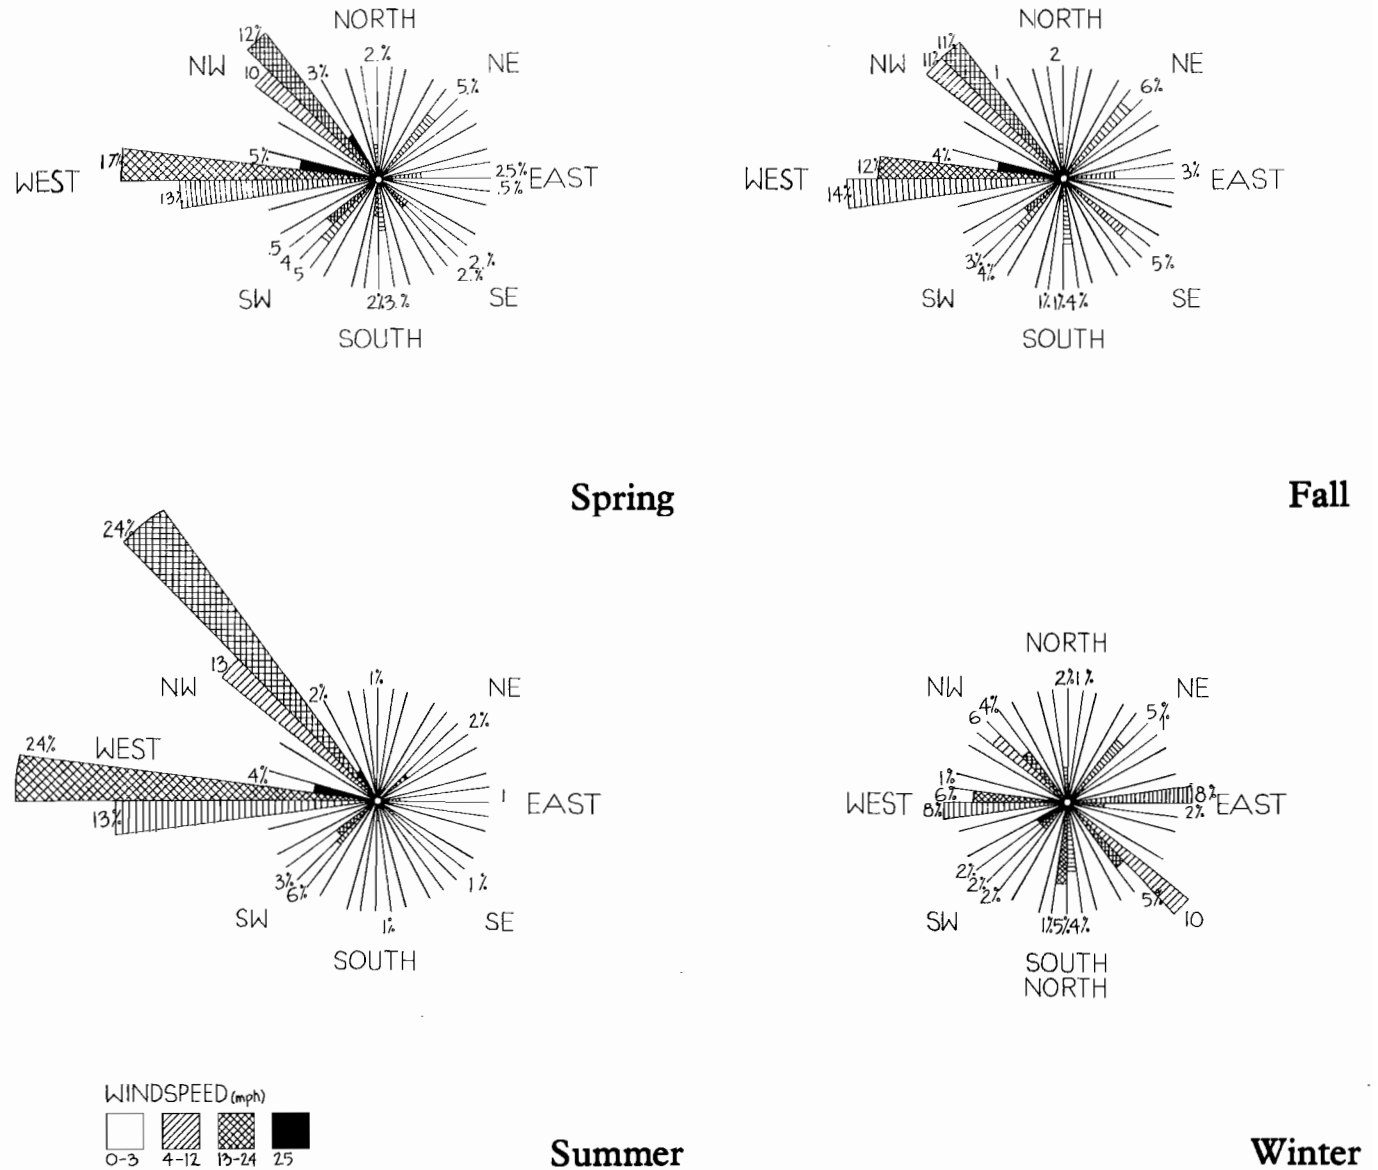 NORTH
12%
NW
10
3%
2.%
NE
5.%
17%
5%
WEST
13%
2.5%
.5%
EAST
.5
4
5
2.%
2.%
SW
2%
3.%
SE
SOUTH
Spring
NORTH
11%
NW
11%
1
2
NE
6%
12%
4%
WEST
14%
3%
EAST
3%
4%
5%
SW
1%
1%
4%
SE
SOUTH
Fall
24%
13
NW
2%
1%
NE
2%
24%
WEST
4%
13%
1
EAST
3%
6%
1%
SW
1%
SE
SOUTH
Summer
NORTH
NW
2%
1%
NE
6
4%
5%
1
1%
6%
WEST
8%
8%
2%
EAST
2%
2%
2%
5%
10
SW
1%
5%
4%
SOUTH
NORTH
Winter
WINDSPEED (mph)
0-3 4-12 13-24 25